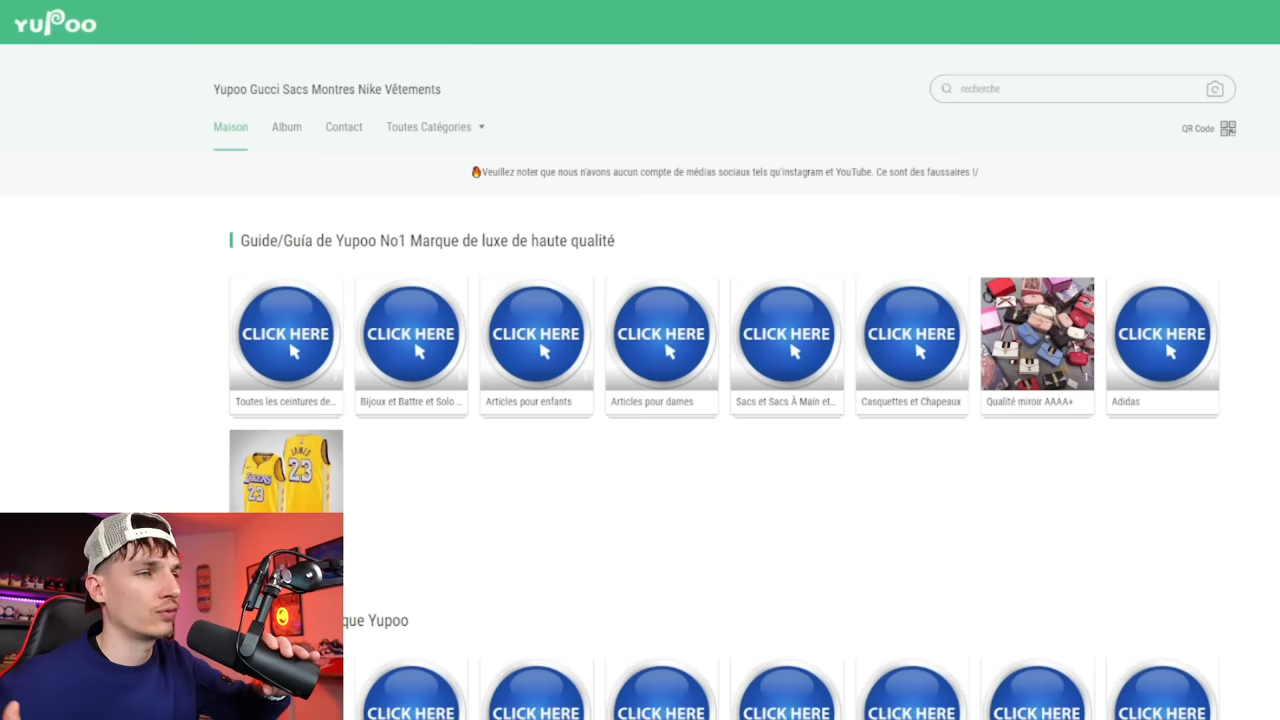 YUPOO
Yupoo Gucci Sacs Montres Nike Vêtements
recherche
Maison Album Contact Toutes Catégories
QR Code
Veuillez noter que nous n'avons aucun compte de médias sociaux tels qu'instagram et YouTube. Ce sont des faussaires !/
Guide/Guía de Yupoo No1 Marque de luxe de haute qualité
CLICK HERE CLICK HERE CLICK HERE CLICK HERE CLICK HERE CLICK HERE CLICK HERE
Toutes les ceintures de... Bijoux et Battre et Solo ... Articles pour enfants Articles pour dames Sacs et Sacs À Main et... Casquettes et Chapeaux Qualité miroir AAAA+ Adidas
JAMES
23
LAKERS
23
que Yupoo
CLICK HERE CLICK HERE CLICK HERE CLICK HERE CLICK HERE CLICK HERE CLICK HERE